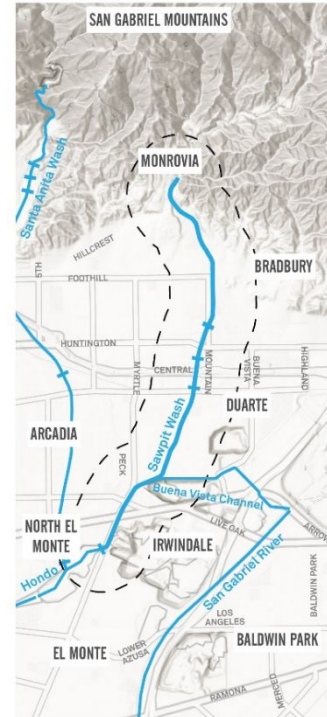 SAN GABRIEL MOUNTAINS
Santa Anita Wash
MONROVIA
HILLCREST
5TH
FOOTHILL
BRADBURY
HUNTINGTON
MYRTLE
CENTRAL
MOUNTAIN
BUENA
VISTA
HIGHLAND
DUARTE
ARCADIA
PECK
Sawpit Wash
Buena Vista Channel
NORTH EL
MONTE
LIVE OAK
ARROW
Hondo
IRWINDALE
San Gabriel River
BALDWIN PARK
LOS
ANGELES
EL MONTE
LOWER
AZUSA
BALDWIN PARK
RAMONA
MERCED